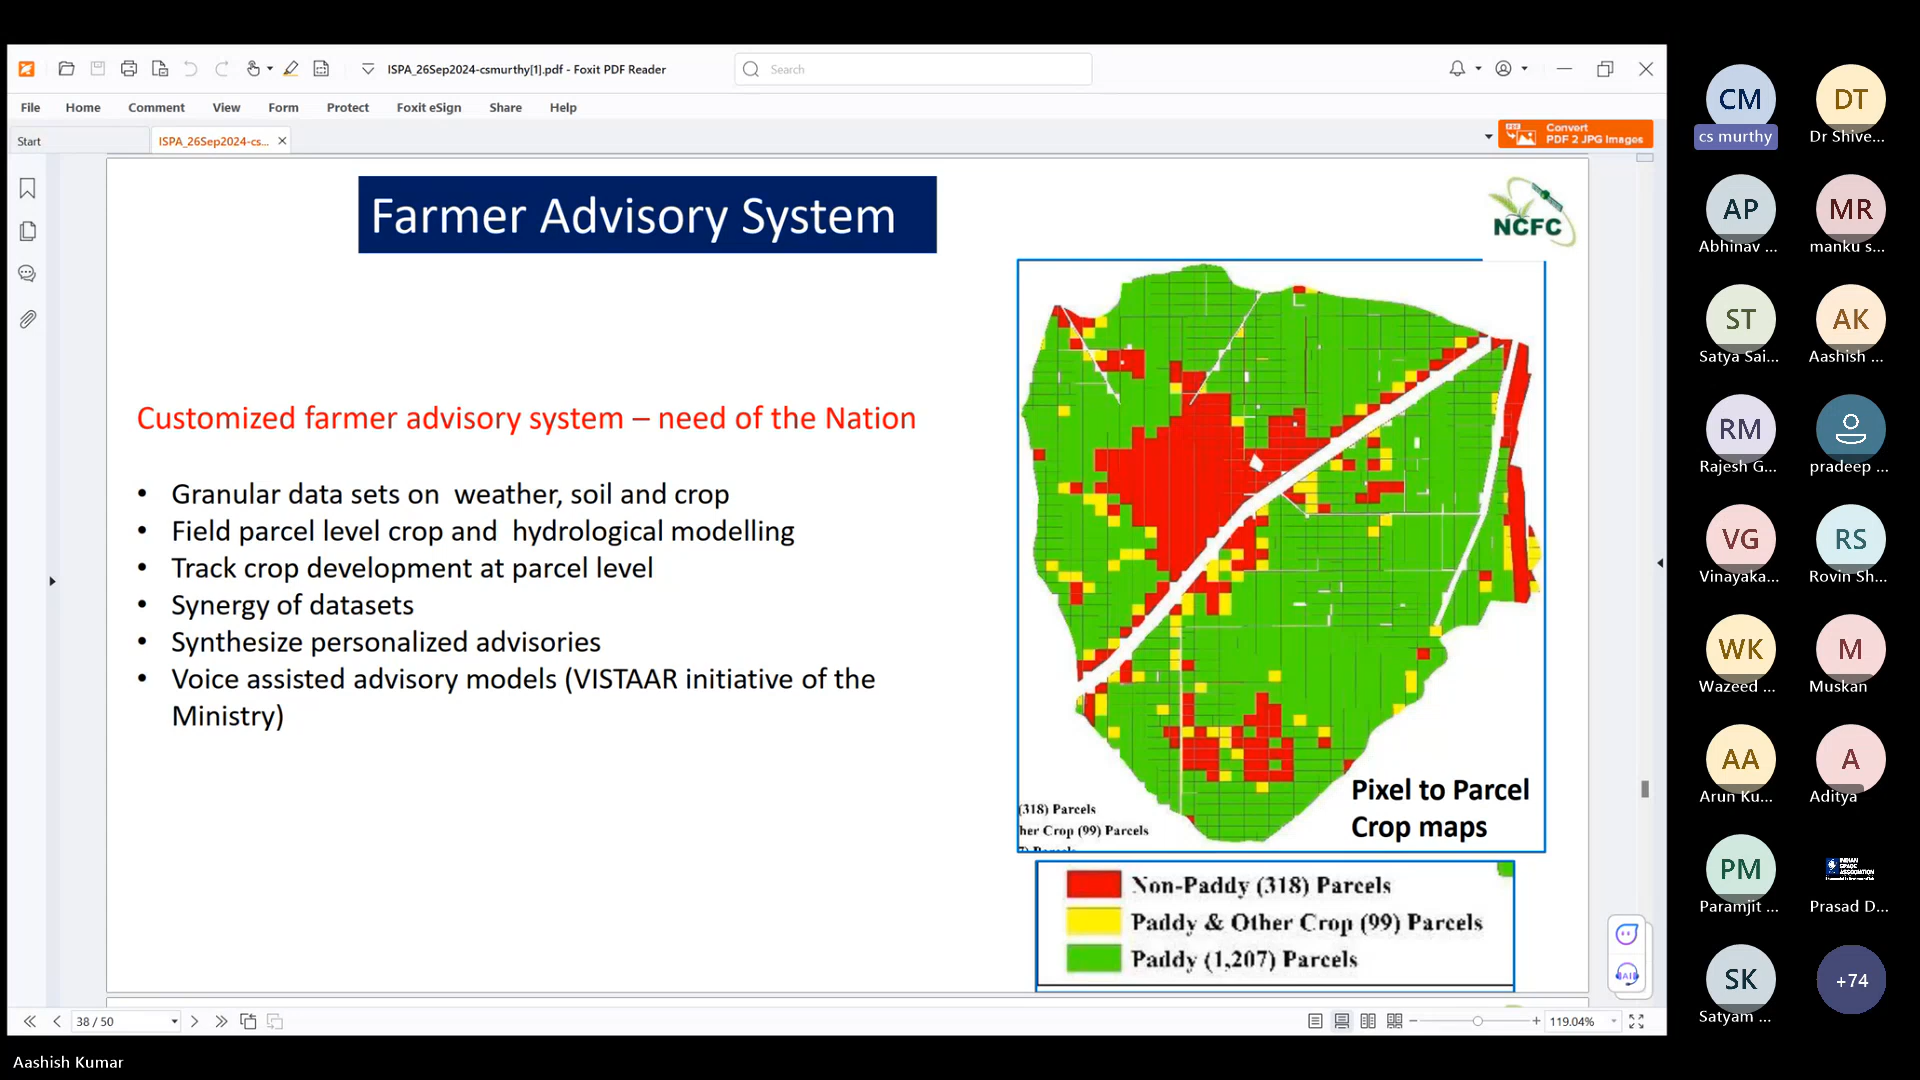 ISPA_26Sep2024-csmurthy[1].pdf - Foxit PDF Reader
Search
File Home Comment View Form Protect Foxit eSign Share Help
Start
ISPA_26Sep2024-cs...
Convert
PDF 2 JPG Images
Farmer Advisory System
NCFC
Customized farmer advisory system – need of the Nation
• Granular data sets on weather, soil and crop
• Field parcel level crop and hydrological modelling
• Track crop development at parcel level
• Synergy of datasets
• Synthesize personalized advisories
• Voice assisted advisory models (VISTAAR initiative of the
Ministry)
Pixel to Parcel
Crop maps
(318) Parcels
her Crop (99) Parcels
Non-Paddy (318) Parcels
Paddy & Other Crop (99) Parcels
Paddy (1,207) Parcels
38 / 50
119.04%
CM
cs murthy
DT
Dr Shive...
AP
Abhinav ...
MR
manku s...
ST
Satya Sai...
AK
Aashish ...
RM
Rajesh G...
pradeep ...
VG
Vinayaka...
RS
Rovin Sh...
WK
Wazeed ...
M
Muskan
AA
Arun Ku...
A
Aditya
PM
Paramjit ...
INDIAN
SPACE
ASSOCIATION
Prasad D...
SK
Satyam ...
+74
Aashish Kumar